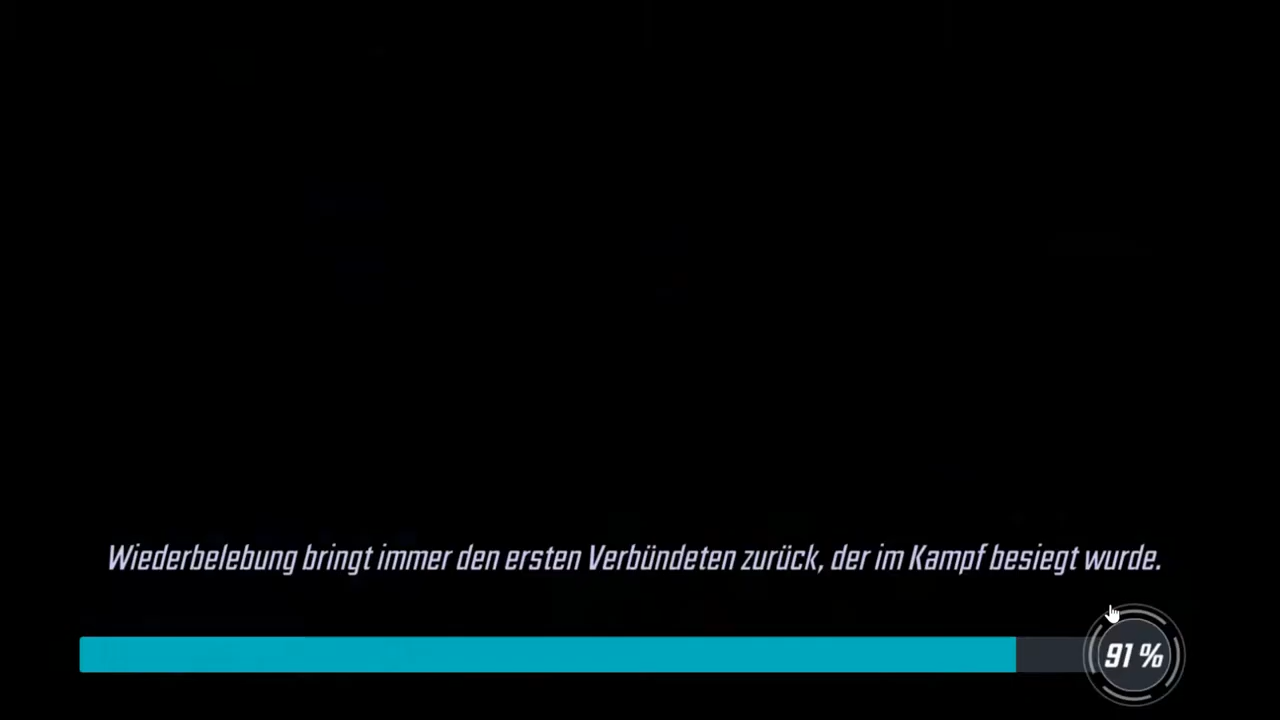 Wiederbelebung bringt immer den ersten Verbündeten zurück, der im Kampf besiegt wurde.
91 %